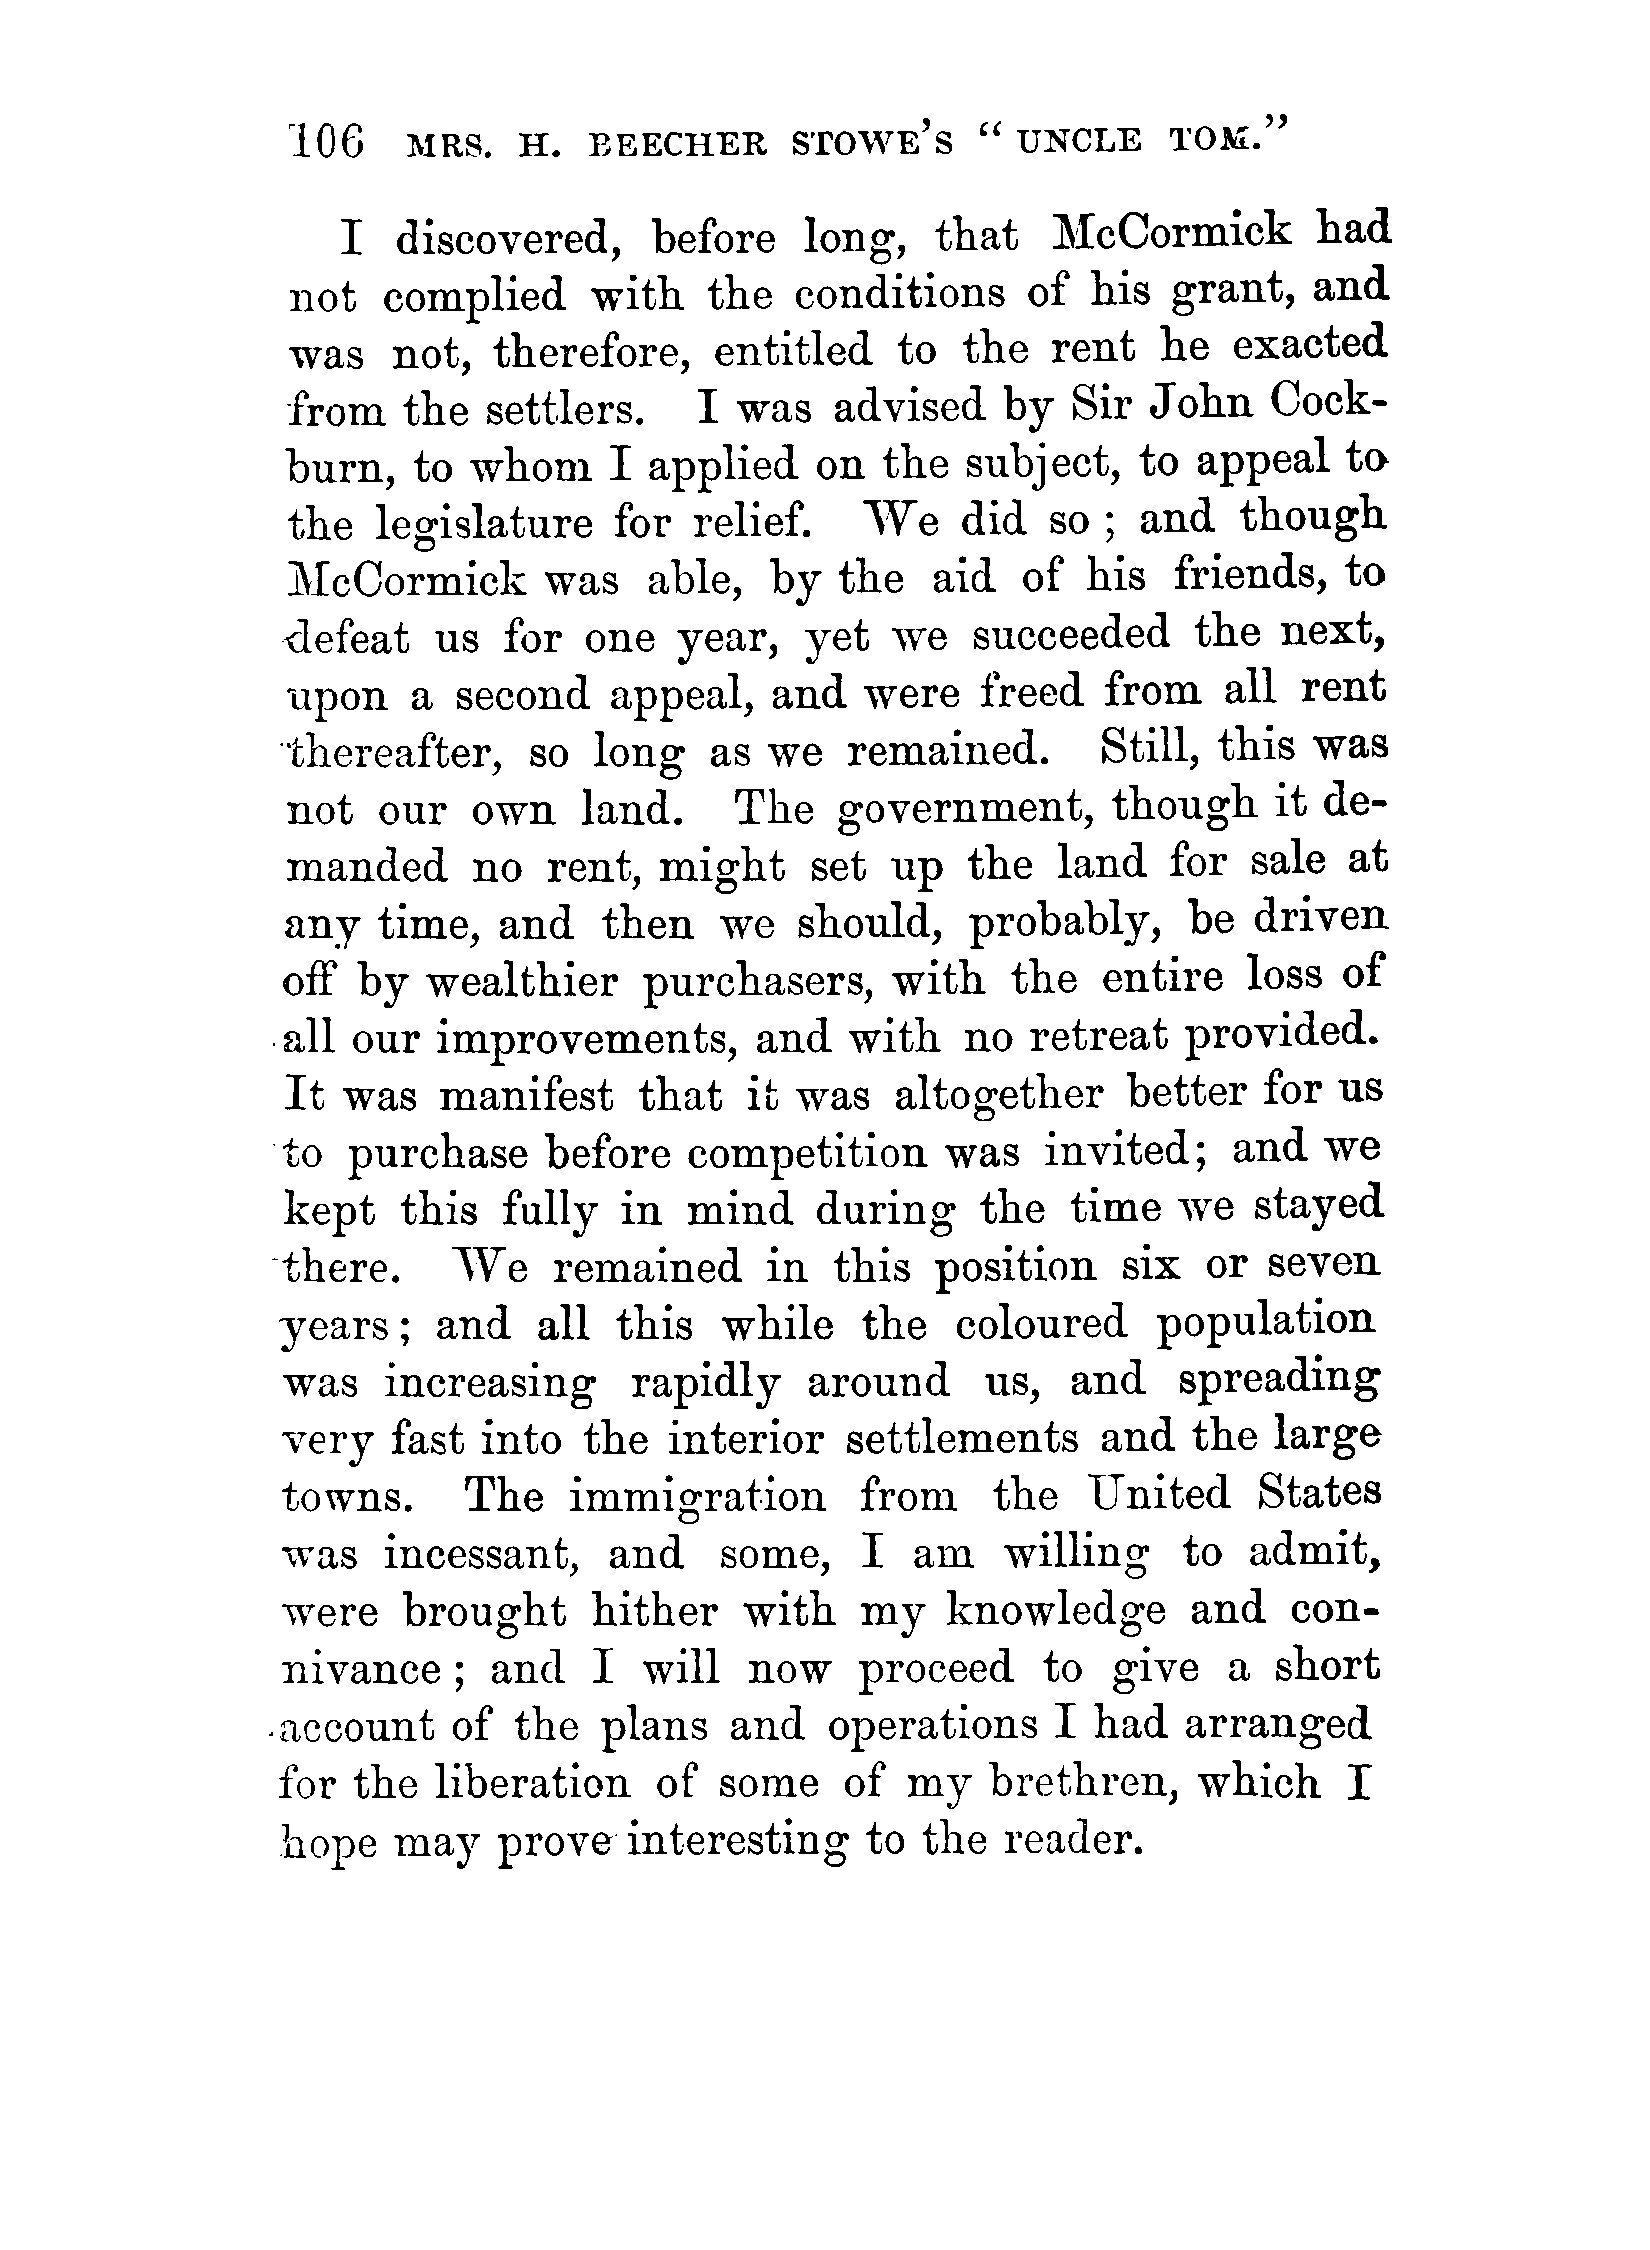 106 MRS. H. BEECHER STOWE'S "UNCLE TOM."
I discovered, before long, that McCormick had
not complied with the conditions of his grant, and
was not, therefore, entitled to the rent he exacted
from the settlers. I was advised by Sir John Cock-
burn, to whom I applied on the subject, to appeal to
the legislature for relief. We did so; and though
McCormick was able, by the aid of his friends, to
defeat us for one year, yet we succeeded the next,
upon a second appeal, and were freed from all rent
thereafter, so long as we remained. Still, this was
not our own land. The government, though it de-
manded no rent, might set up the land for sale at
any time, and then we should, probably, be driven
off by wealthier purchasers, with the entire loss of
all our improvements, and with no retreat provided.
It was manifest that it was altogether better for us
to purchase before competition was invited; and we
kept this fully in mind during the time we stayed
there. We remained in this position six or seven
years; and all this while the coloured population
was increasing rapidly around us, and spreading
very fast into the interior settlements and the large
towns. The immigration from the United States
was incessant, and some, I am willing to admit,
were brought hither with my knowledge and con-
nivance; and I will now proceed to give a short
account of the plans and operations I had arranged
for the liberation of some of my brethren, which I
hope may prove interesting to the reader.